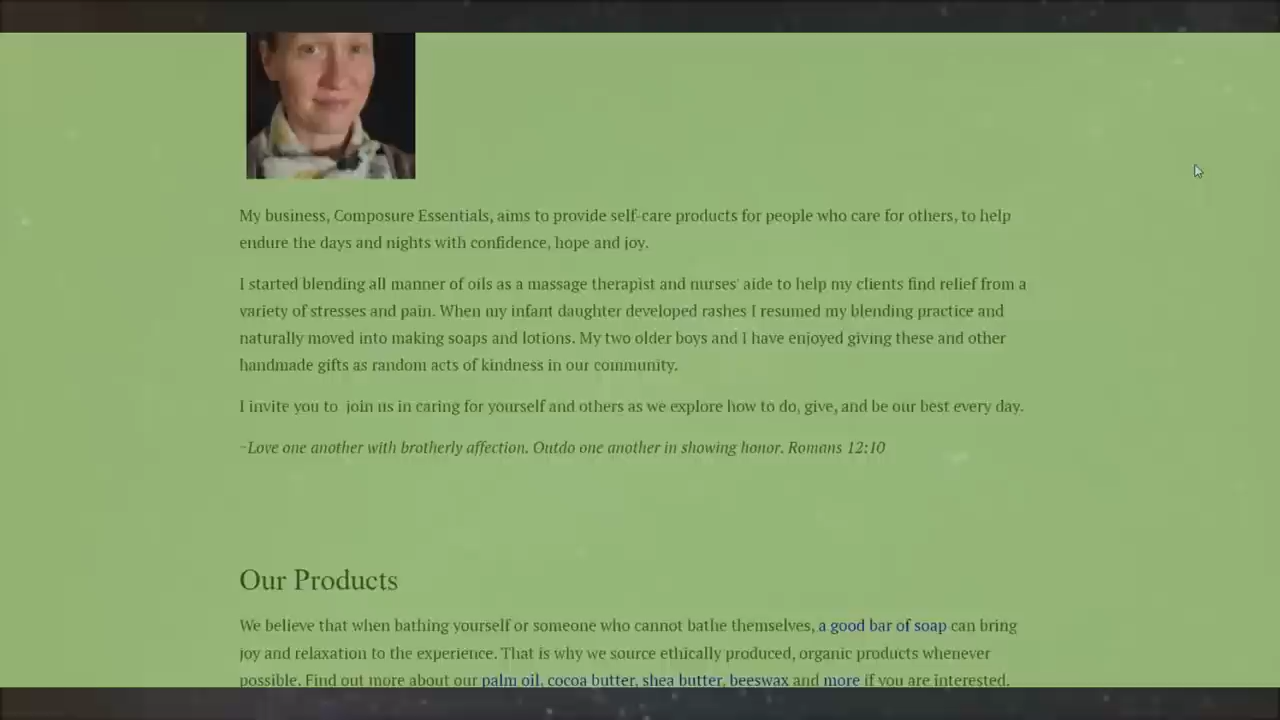 My business, Composure Essentials, aims to provide self-care products for people who care for others, to help
endure the days and nights with confidence, hope and joy.
I started blending all manner of oils as a massage therapist and nurses' aide to help my clients find relief from a
variety of stresses and pain. When my infant daughter developed rashes I resumed my blending practice and
naturally moved into making soaps and lotions. My two older boys and I have enjoyed giving these and other
handmade gifts as random acts of kindness in our community.
I invite you to join us in caring for yourself and others as we explore how to do, give, and be our best every day.
~Love one another with brotherly affection. Outdo one another in showing honor. Romans 12:10
Our Products
We believe that when bathing yourself or someone who cannot bathe themselves, a good bar of soap can bring
joy and relaxation to the experience. That is why we source ethically produced, organic products whenever
possible. Find out more about our palm oil, cocoa butter, shea butter, beeswax and more if you are interested.